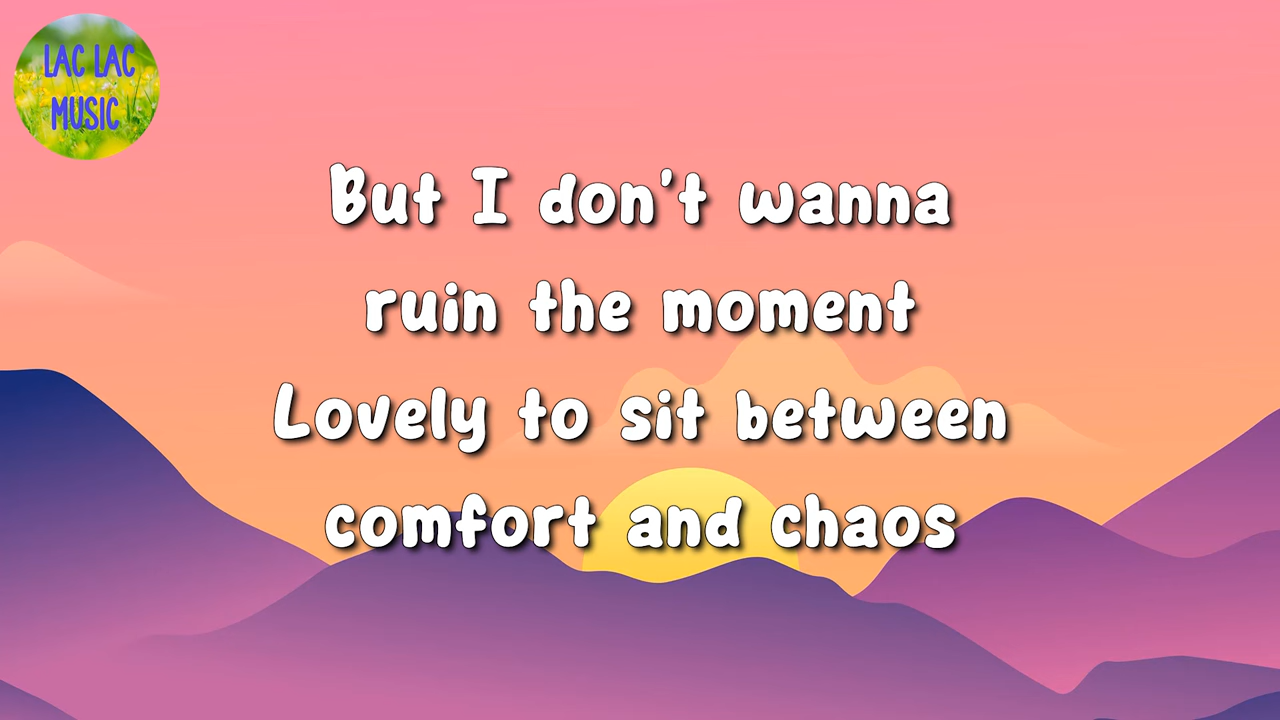 LAC LAC
MUSIC
But I don't wanna
ruin the moment
Lovely to sit between
comfort and chaos